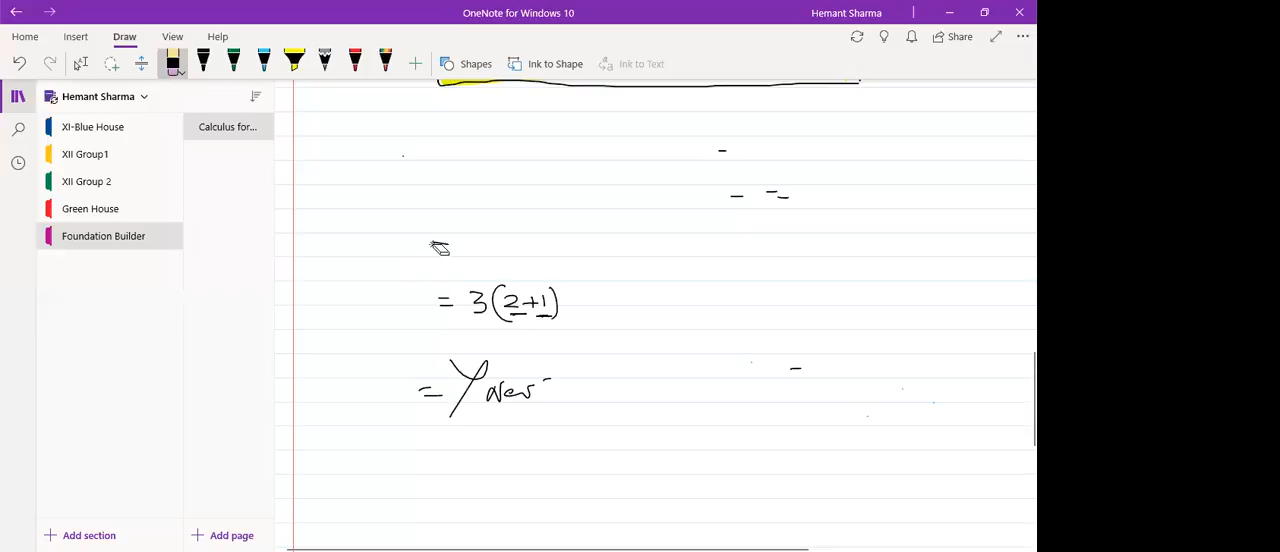 OneNote for Windows 10
Hemant Sharma
Home Insert Draw View Help
Share
Shapes Ink to Shape Ink to Text
Hemant Sharma
XI-Blue House
Calculus for...
XII Group1
XII Group 2
Green House
Foundation Builder
= 3(2+1)
= Ynew
Add section
Add page